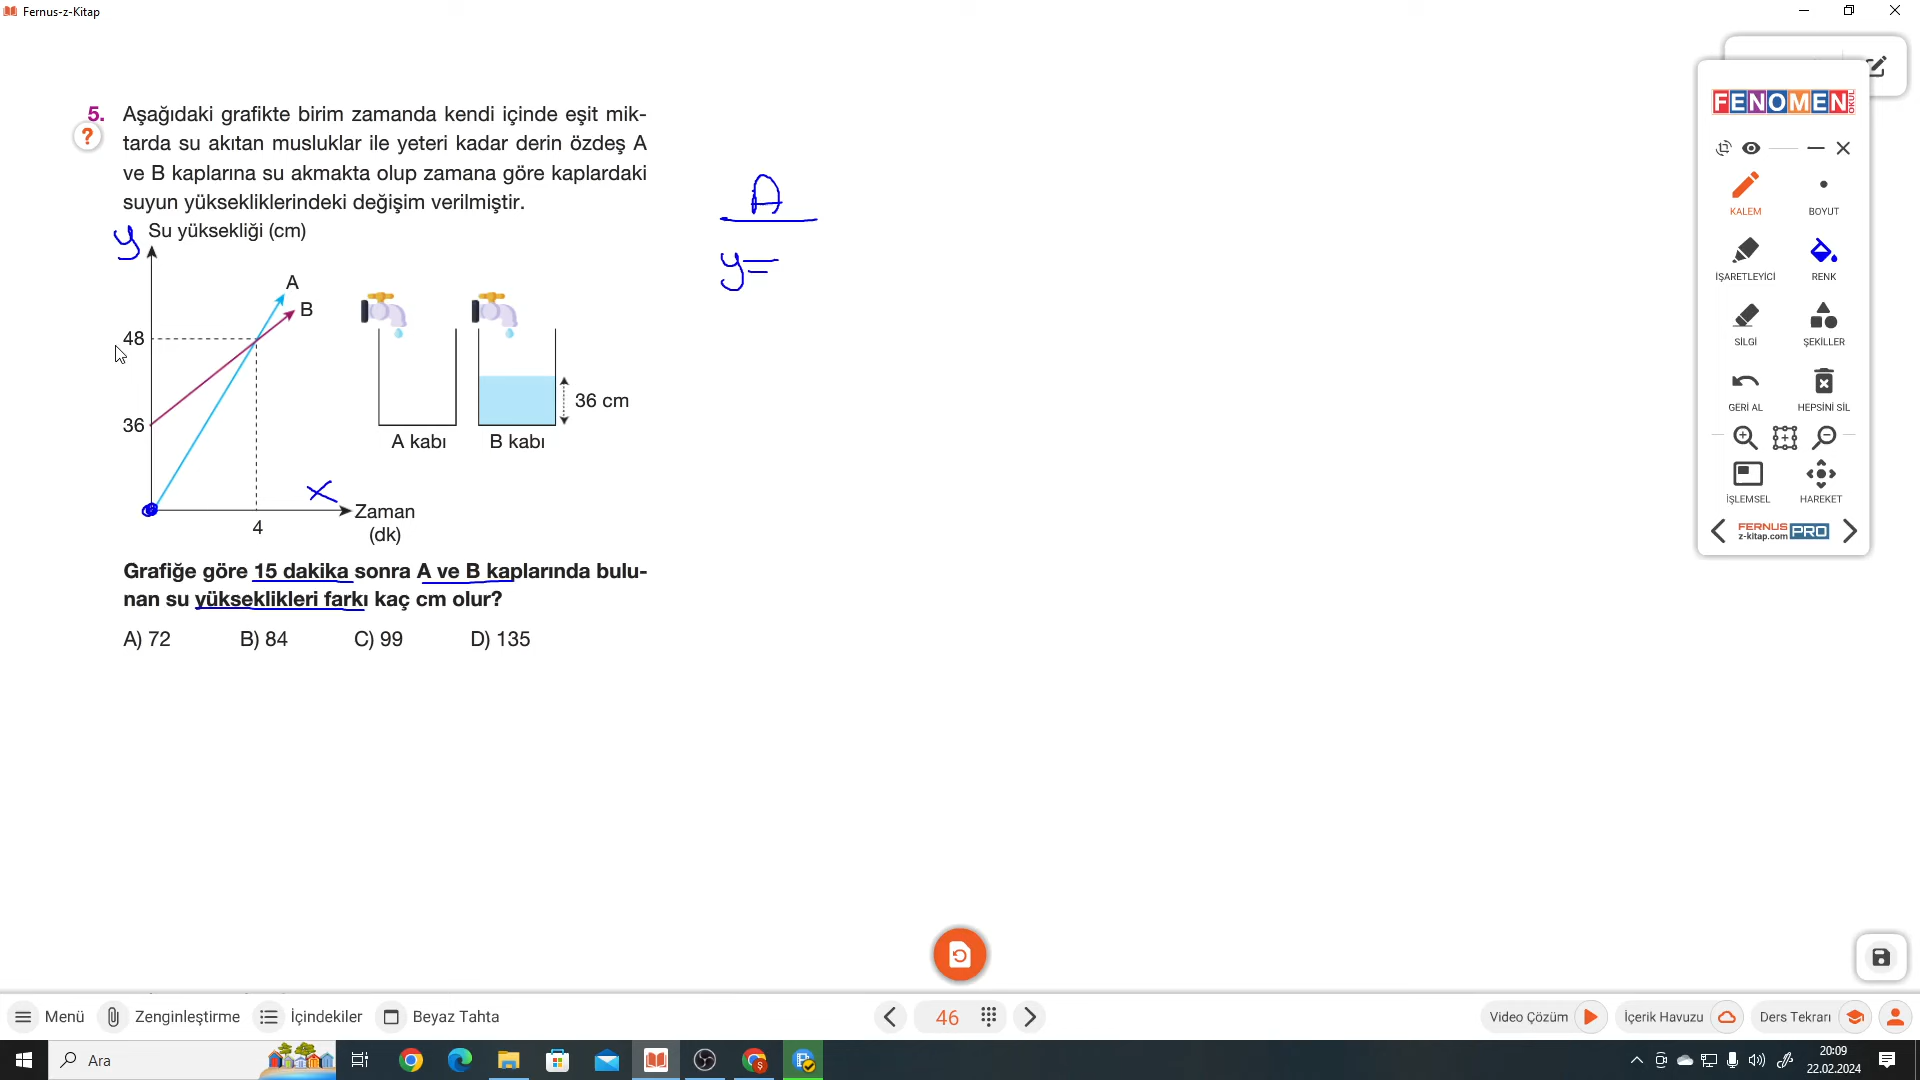 Fernus-z-Kitap
5. Aşağıdaki grafikte birim zamanda kendi içinde eşit mik-
tarda su akıtan musluklar ile yeteri kadar derin özdeş A
ve B kaplarına su akmakta olup zamana göre kaplardaki
suyun yüksekliklerindeki değişim verilmiştir.
y Su yüksekliği (cm)
A
B
48
36
36 cm
A kabı B kabı
x
Zaman
(dk)
4
Grafiğe göre 15 dakika sonra A ve B kaplarında bulu-
nan su yükseklikleri farkı kaç cm olur?
A) 72 B) 84 C) 99 D) 135
A
y=
FENOMEN OKUL
KALEM BOYUT
İŞARETLEYİCİ RENK
SİLGİ ŞEKİLLER
GERİ AL HEPSİNİ SİL
İŞLEMSEL HAREKET
FERNUS z-kitap.com PRO
Menü Zenginleştirme İçindekiler Beyaz Tahta 46 Video Çözüm İçerik Havuzu Ders Tekrarı
Ara
20:09
22.02.2024